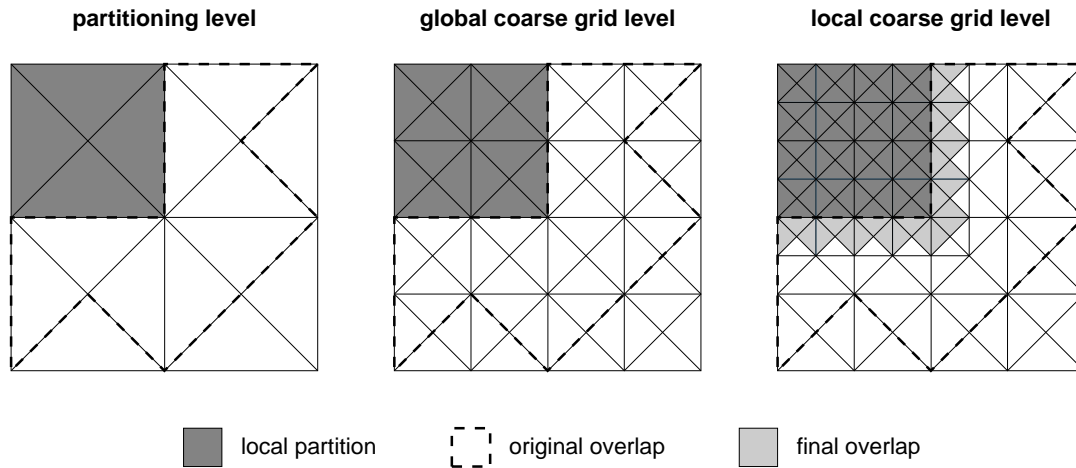 partitioning level
global coarse grid level
local coarse grid level
local partition
original overlap
final overlap